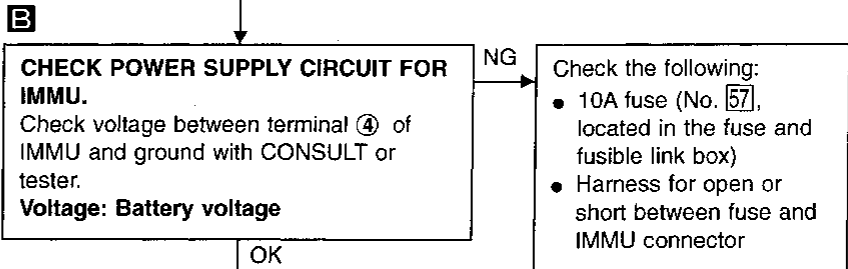 B
CHECK POWER SUPPLY CIRCUIT FOR
IMMU.
Check voltage between terminal ④ of
IMMU and ground with CONSULT or
tester.
Voltage: Battery voltage
OK
NG
Check the following:
● 10A fuse (No. 57,
located in the fuse and
fusible link box)
● Harness for open or
short between fuse and
IMMU connector